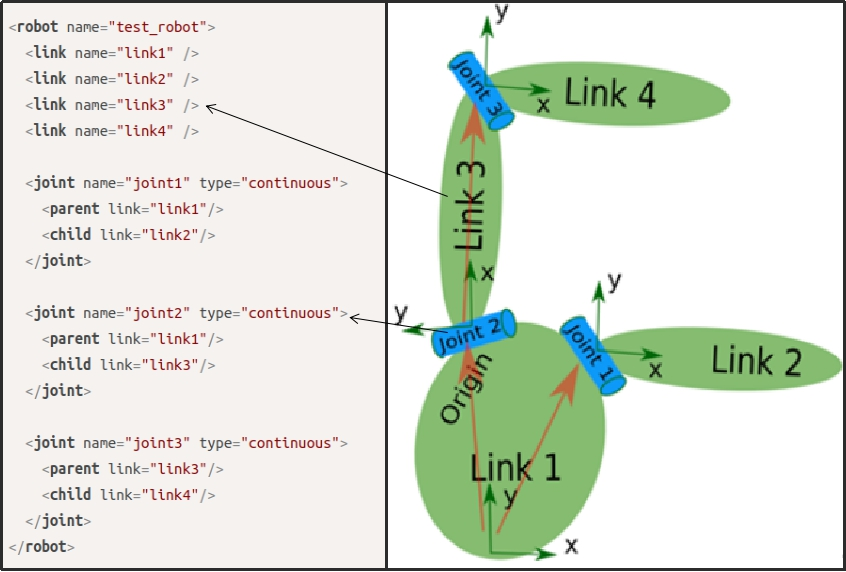 <robot name="test_robot">
<link name="link1" />
<link name="link2" />
<link name="link3" />
<link name="link4" />
<joint name="joint1" type="continuous">
<parent link="link1"/>
<child link="link2"/>
</joint>
<joint name="joint2" type="continuous">
<parent link="link1"/>
<child link="link3"/>
</joint>
<joint name="joint3" type="continuous">
<parent link="link3"/>
<child link="link4"/>
</joint>
</robot>
y
Joint 3
x
Link 4
Link 3
x
y
Joint 2
y
Joint 1
x
Link 2
Origin
Link 1
y
x